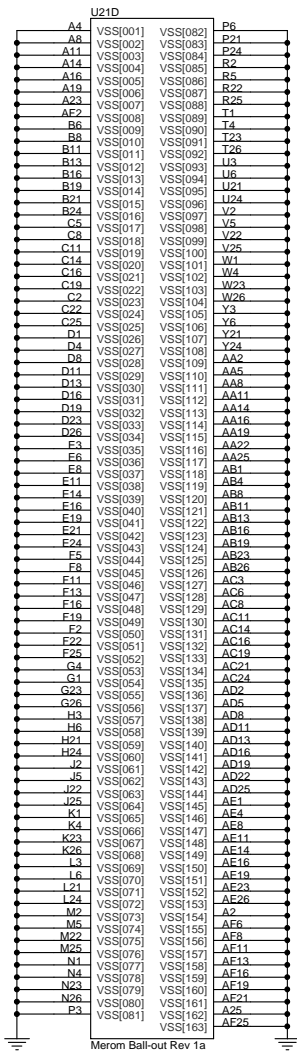 U21D
A4 VSS[001] VSS[082] P6
A8 VSS[002] VSS[083] P21
A11 VSS[003] VSS[084] P24
A14 VSS[004] VSS[085] R2
A16 VSS[005] VSS[086] R5
A19 VSS[006] VSS[087] R22
A23 VSS[007] VSS[088] R25
AF2 VSS[008] VSS[089] T1
B6 VSS[009] VSS[090] T4
B8 VSS[010] VSS[091] T23
B11 VSS[011] VSS[092] T26
B13 VSS[012] VSS[093] U3
B16 VSS[013] VSS[094] U6
B19 VSS[014] VSS[095] U21
B21 VSS[015] VSS[096] U24
B24 VSS[016] VSS[097] V2
C5 VSS[017] VSS[098] V5
C8 VSS[018] VSS[099] V22
C11 VSS[019] VSS[100] V25
C14 VSS[020] VSS[101] W1
C16 VSS[021] VSS[102] W4
C19 VSS[022] VSS[103] W23
C2 VSS[023] VSS[104] W26
C22 VSS[024] VSS[105] Y3
C25 VSS[025] VSS[106] Y6
D1 VSS[026] VSS[107] Y21
D4 VSS[027] VSS[108] Y24
D8 VSS[028] VSS[109] AA2
D11 VSS[029] VSS[110] AA5
D13 VSS[030] VSS[111] AA8
D16 VSS[031] VSS[112] AA11
D19 VSS[032] VSS[113] AA14
D23 VSS[033] VSS[114] AA16
D26 VSS[034] VSS[115] AA19
E3 VSS[035] VSS[116] AA22
E6 VSS[036] VSS[117] AA25
E8 VSS[037] VSS[118] AB1
E11 VSS[038] VSS[119] AB4
E14 VSS[039] VSS[120] AB8
E16 VSS[040] VSS[121] AB11
E19 VSS[041] VSS[122] AB13
E21 VSS[042] VSS[123] AB16
E24 VSS[043] VSS[124] AB19
F5 VSS[044] VSS[125] AB23
F8 VSS[045] VSS[126] AB26
F11 VSS[046] VSS[127] AC3
F13 VSS[047] VSS[128] AC6
F16 VSS[048] VSS[129] AC8
F19 VSS[049] VSS[130] AC11
F2 VSS[050] VSS[131] AC14
F22 VSS[051] VSS[132] AC16
F25 VSS[052] VSS[133] AC19
G4 VSS[053] VSS[134] AC21
G1 VSS[054] VSS[135] AC24
G23 VSS[055] VSS[136] AD2
G26 VSS[056] VSS[137] AD5
H3 VSS[057] VSS[138] AD8
H6 VSS[058] VSS[139] AD11
H21 VSS[059] VSS[140] AD13
H24 VSS[060] VSS[141] AD16
J2 VSS[061] VSS[142] AD19
J5 VSS[062] VSS[143] AD22
J22 VSS[063] VSS[144] AD25
J25 VSS[064] VSS[145] AE1
K1 VSS[065] VSS[146] AE4
K4 VSS[066] VSS[147] AE8
K23 VSS[067] VSS[148] AE11
K26 VSS[068] VSS[149] AE14
L3 VSS[069] VSS[150] AE16
L6 VSS[070] VSS[151] AE19
L21 VSS[071] VSS[152] AE23
L24 VSS[072] VSS[153] AE26
M2 VSS[073] VSS[154] A2
M5 VSS[074] VSS[155] AF6
M22 VSS[075] VSS[156] AF8
M25 VSS[076] VSS[157] AF11
N1 VSS[077] VSS[158] AF13
N4 VSS[078] VSS[159] AF16
N23 VSS[079] VSS[160] AF19
N26 VSS[080] VSS[161] AF21
P3 VSS[081] VSS[162] A25
VSS[163] AF25
Merom Ball-out Rev 1a